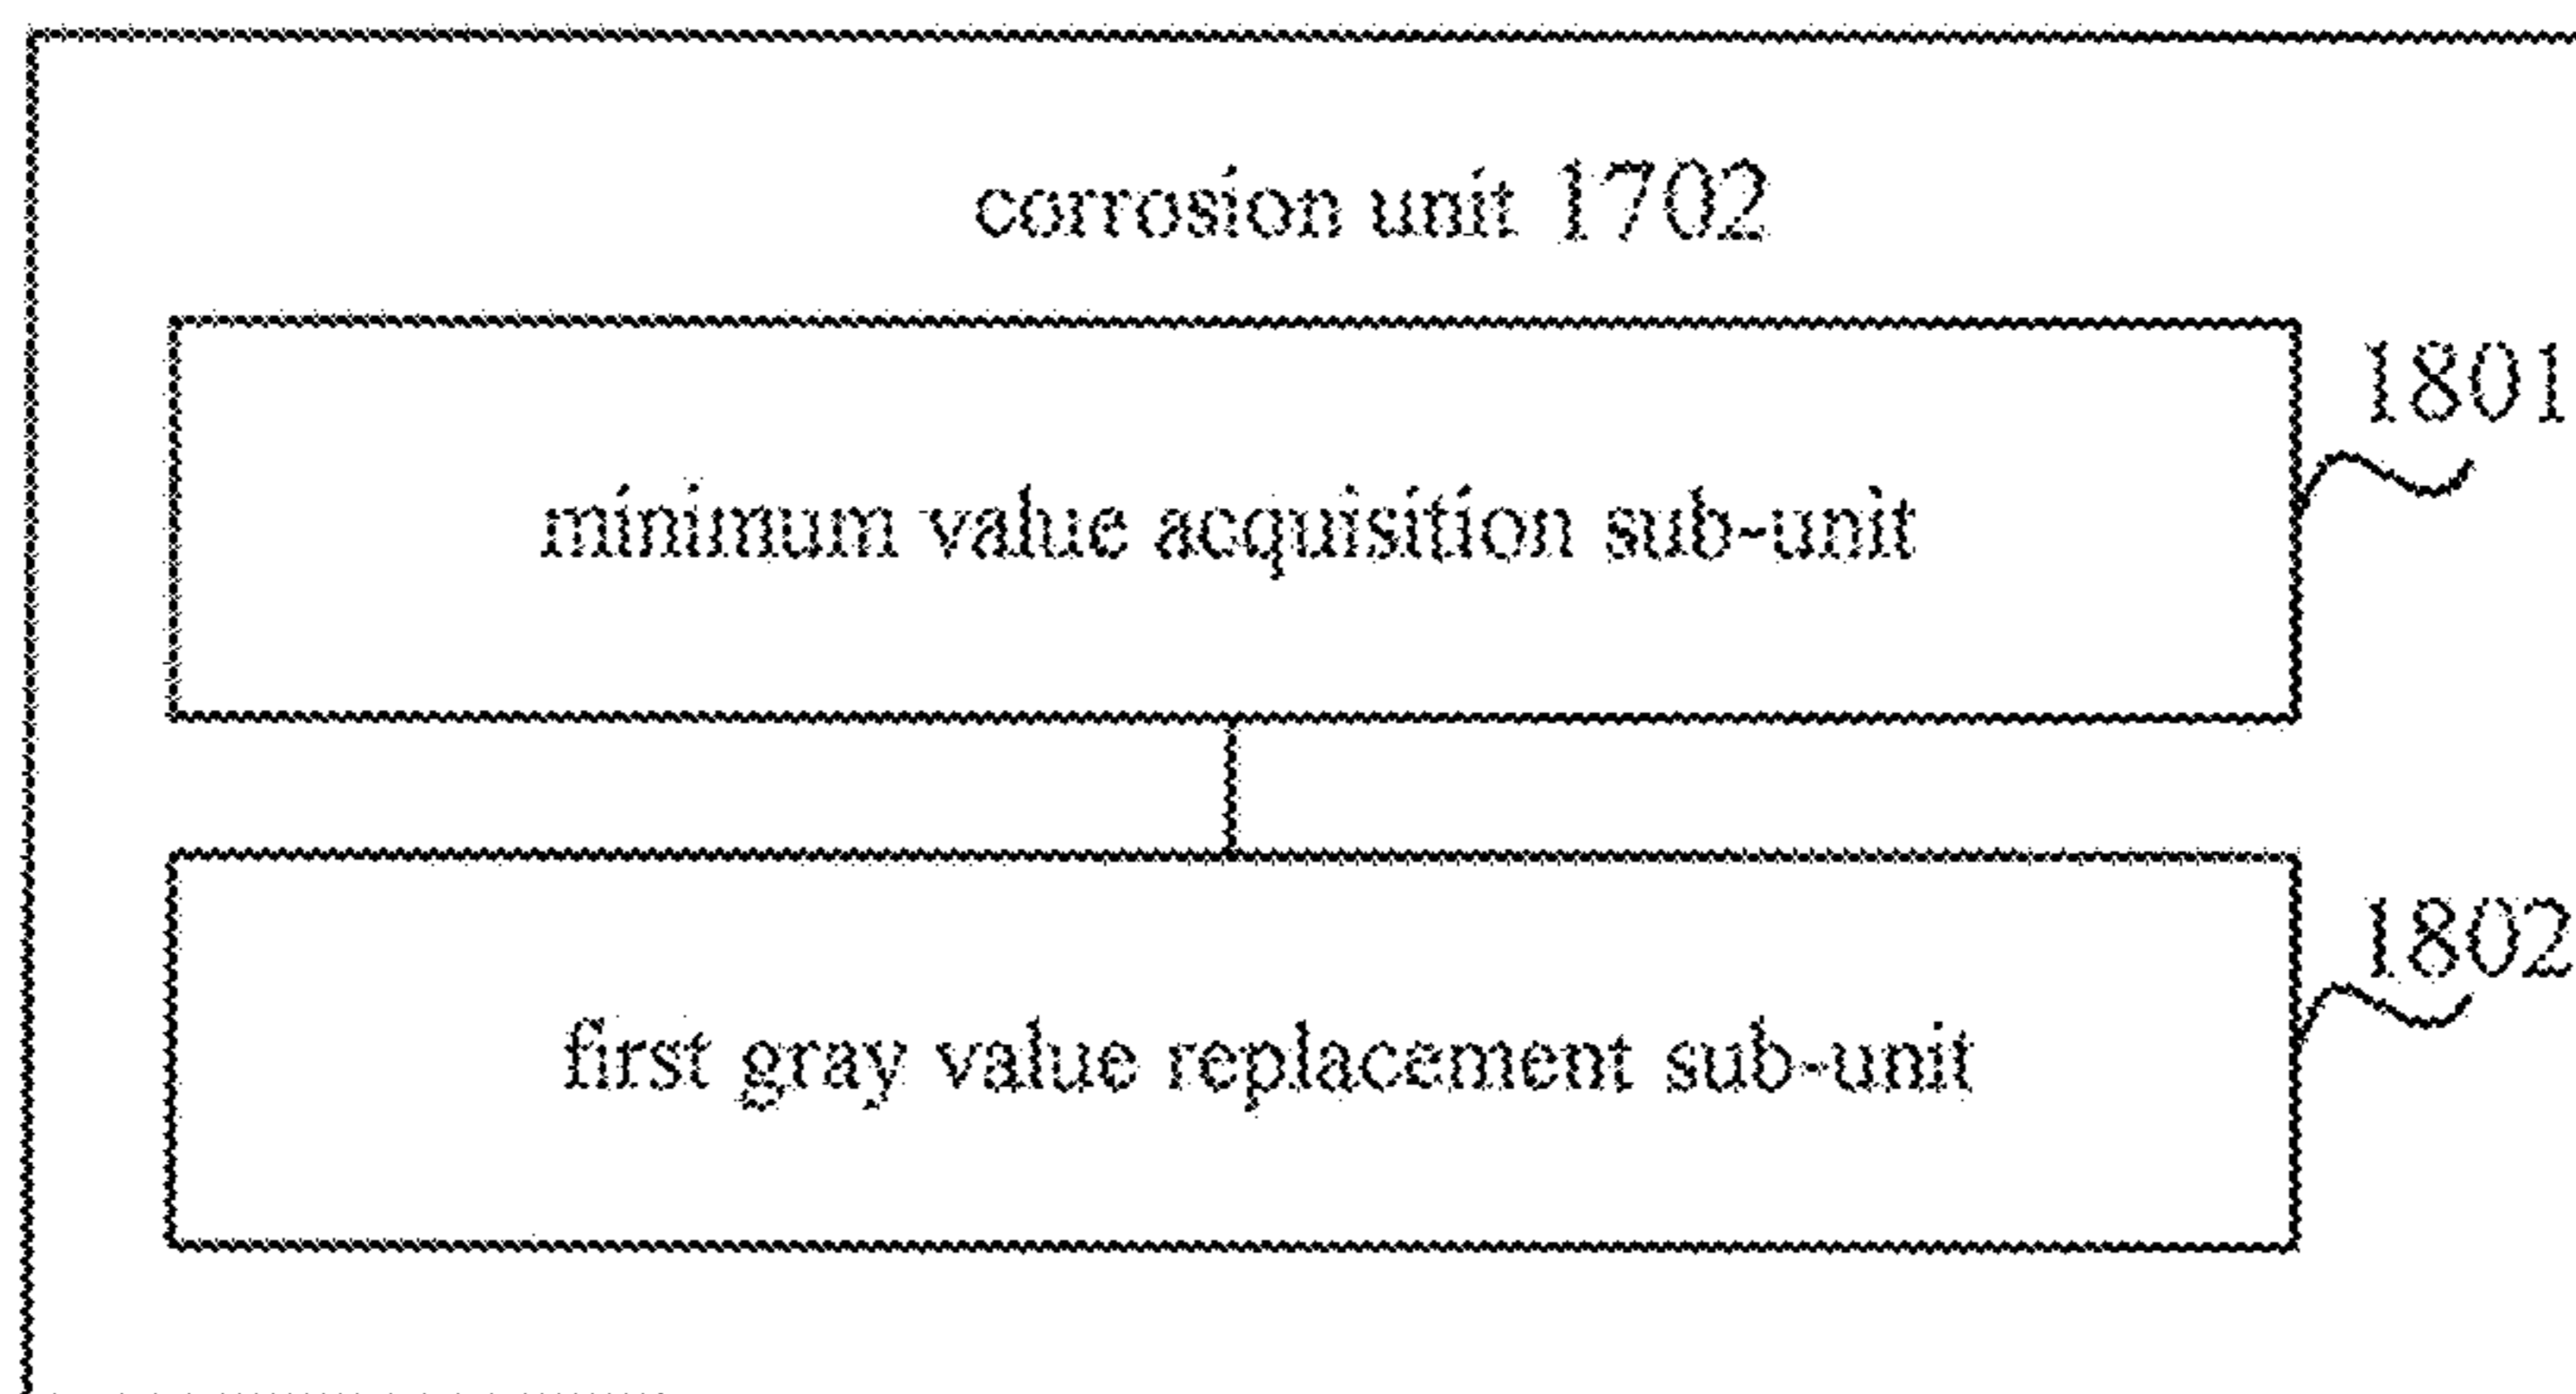 corrosion unit 1702
1801
minimum value acquisition sub-unit
1802
first gray value replacement sub-unit